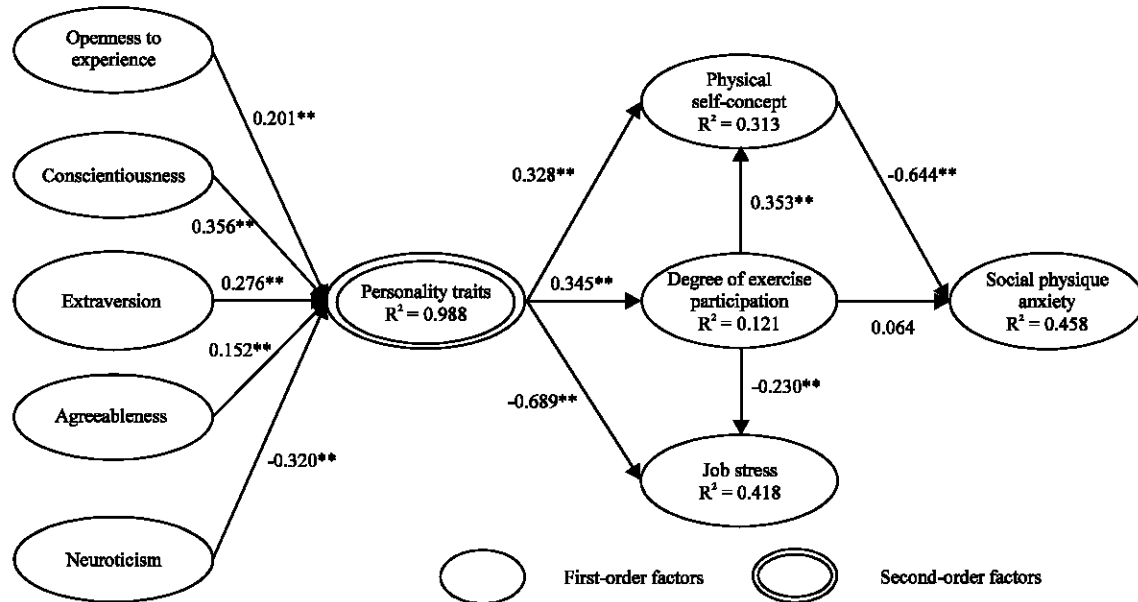 Openness to
experience
0.201**
Conscientiousness
0.356**
Extraversion
0.276**
Agreeableness
0.152**
Neuroticism
-0.320**
Personality traits
R² = 0.988
0.328**
0.345**
-0.689**
Physical
self-concept
R² = 0.313
0.353**
Degree of exercise
participation
R² = 0.121
-0.230**
Job stress
R² = 0.418
-0.644**
0.064
Social physique
anxiety
R² = 0.458
First-order factors
Second-order factors